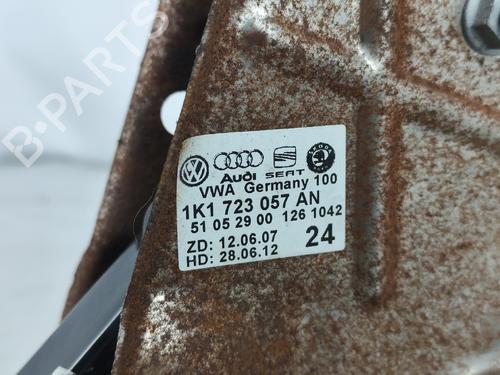 B-PARTS
Audi SEAT SKODA
VWA Germany 100
1K1 723 057 AN
51 05 29 00 126 1042
ZD: 12.06.07
HD: 28.06.12
24